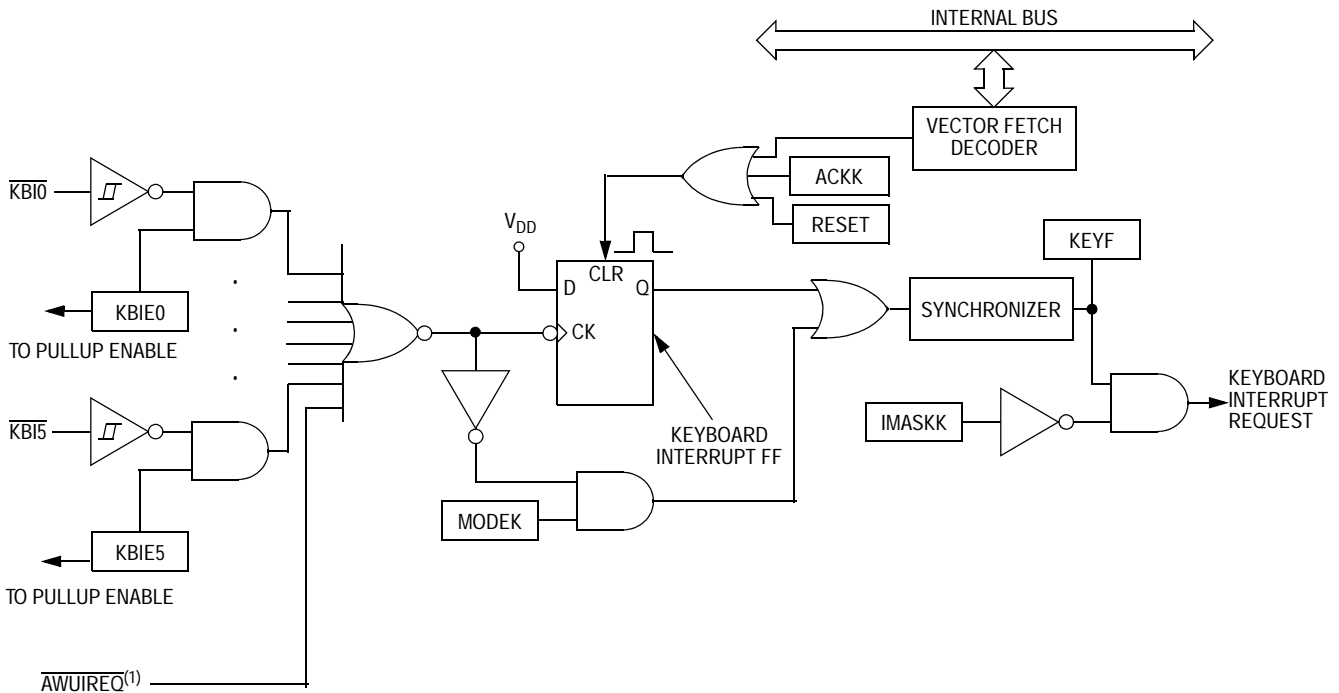 INTERNAL BUS
VECTOR FETCH
DECODER
KBI0
ACKK
VDD
RESET
KEYF
CLR
D
Q
KBIE0
SYNCHRONIZER
CK
TO PULLUP ENABLE
KEYBOARD
INTERRUPT
REQUEST
KBI5
IMASKK
KEYBOARD
INTERRUPT FF
MODEK
KBIE5
TO PULLUP ENABLE
AWUIREQ(1)